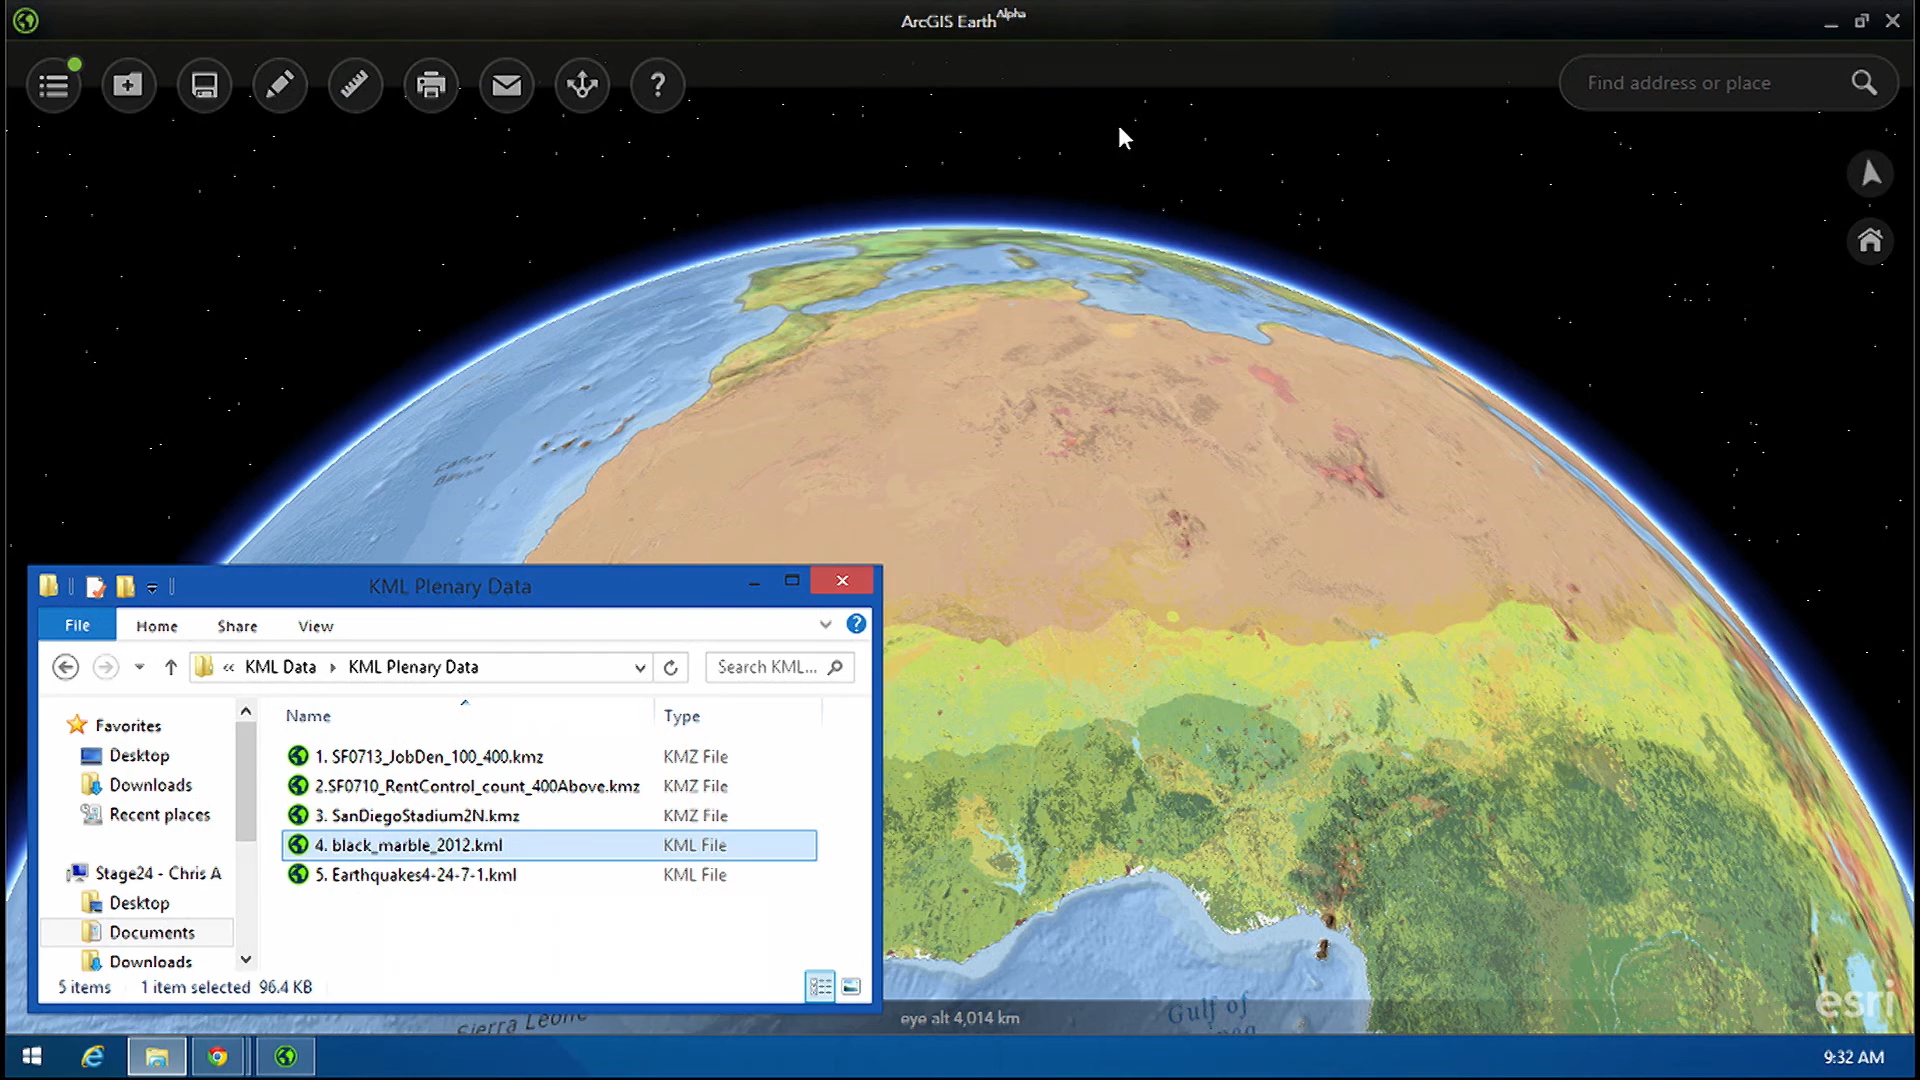 ArcGIS Earth Alpha
Find address or place
KML Plenary Data
File Home Share View
« KML Data KML Plenary Data
Search KML...
Name Type
Favorites
Desktop
Downloads
Recent places
Stage24 - Chris A
Desktop
Documents
Downloads
1. SF0713_JobDen_100_400.kmz KMZ File
2.SF0710_RentControl_count_400Above.kmz KMZ File
3. SanDiegoStadium2N.kmz KMZ File
4. black_marble_2012.kml KML File
5. Earthquakes4-24-7-1.kml KML File
5 items 1 item selected 96.4 KB
Sierra Leone
eye alt 4,014 km
Gulf of
esri
9:32 AM